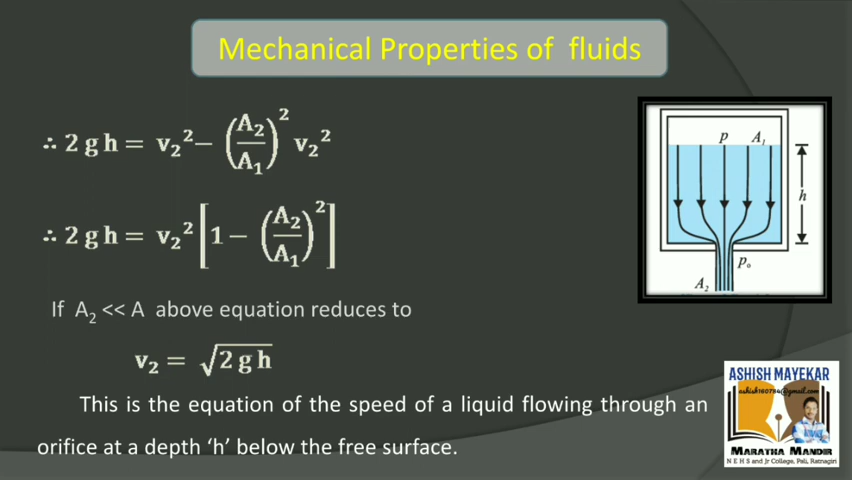 Mechanical Properties of fluids
∴ 2 g h = v₂² − (A₂/A₁)² v₂²
∴ 2 g h = v₂² [1 − (A₂/A₁)²]
If A₂ << A above equation reduces to
v₂ = √2 g h
This is the equation of the speed of a liquid flowing through an
orifice at a depth ‘h’ below the free surface.
p A₁
h
p₀
A₂
ASHISH MAYEKAR
MARATHA MANDIR
N E H S and Jr College, Pali, Ratnagiri